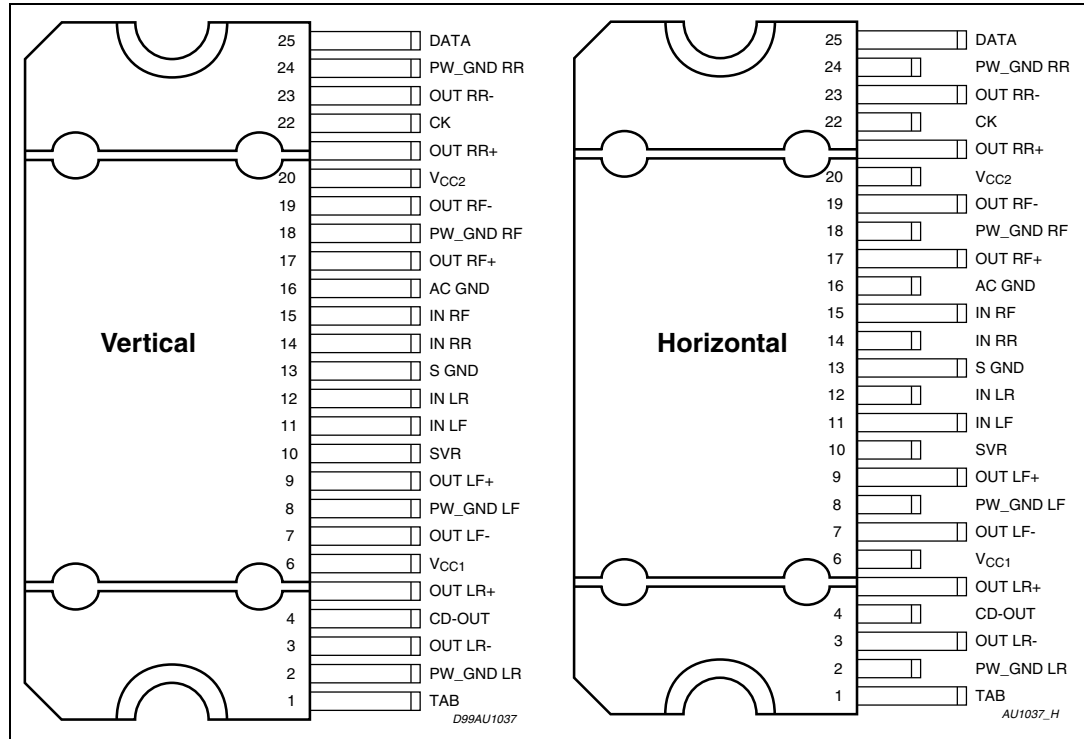 25 DATA
24 PW_GND RR
23 OUT RR-
22 CK
OUT RR+
20 VCC2
19 OUT RF-
18 PW_GND RF
17 OUT RF+
16 AC GND
15 IN RF
14 IN RR
13 S GND
12 IN LR
11 IN LF
10 SVR
9 OUT LF+
8 PW_GND LF
7 OUT LF-
6 VCC1
OUT LR+
4 CD-OUT
3 OUT LR-
2 PW_GND LR
1 TAB
Vertical
D99AU1037
25 DATA
24 PW_GND RR
23 OUT RR-
22 CK
OUT RR+
20 VCC2
19 OUT RF-
18 PW_GND RF
17 OUT RF+
16 AC GND
15 IN RF
14 IN RR
13 S GND
12 IN LR
11 IN LF
10 SVR
9 OUT LF+
8 PW_GND LF
7 OUT LF-
6 VCC1
OUT LR+
4 CD-OUT
3 OUT LR-
2 PW_GND LR
1 TAB
Horizontal
AU1037_H